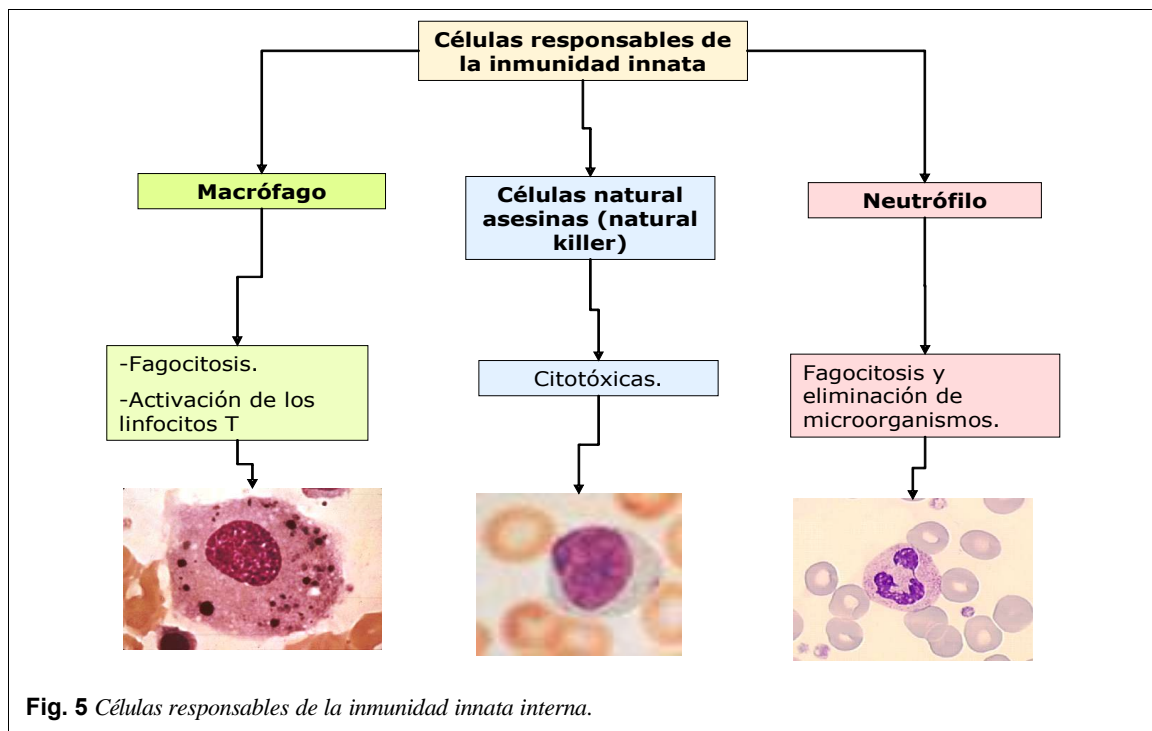 Células responsables de
la inmunidad innata
Macrófago
Células natural
asesinas (natural
killer)
Neutrófilo
-Fagocitosis.
-Activación de los
linfocitos T
Citotóxicas.
Fagocitosis y
eliminación de
microorganismos.
Fig. 5 Células responsables de la inmunidad innata interna.